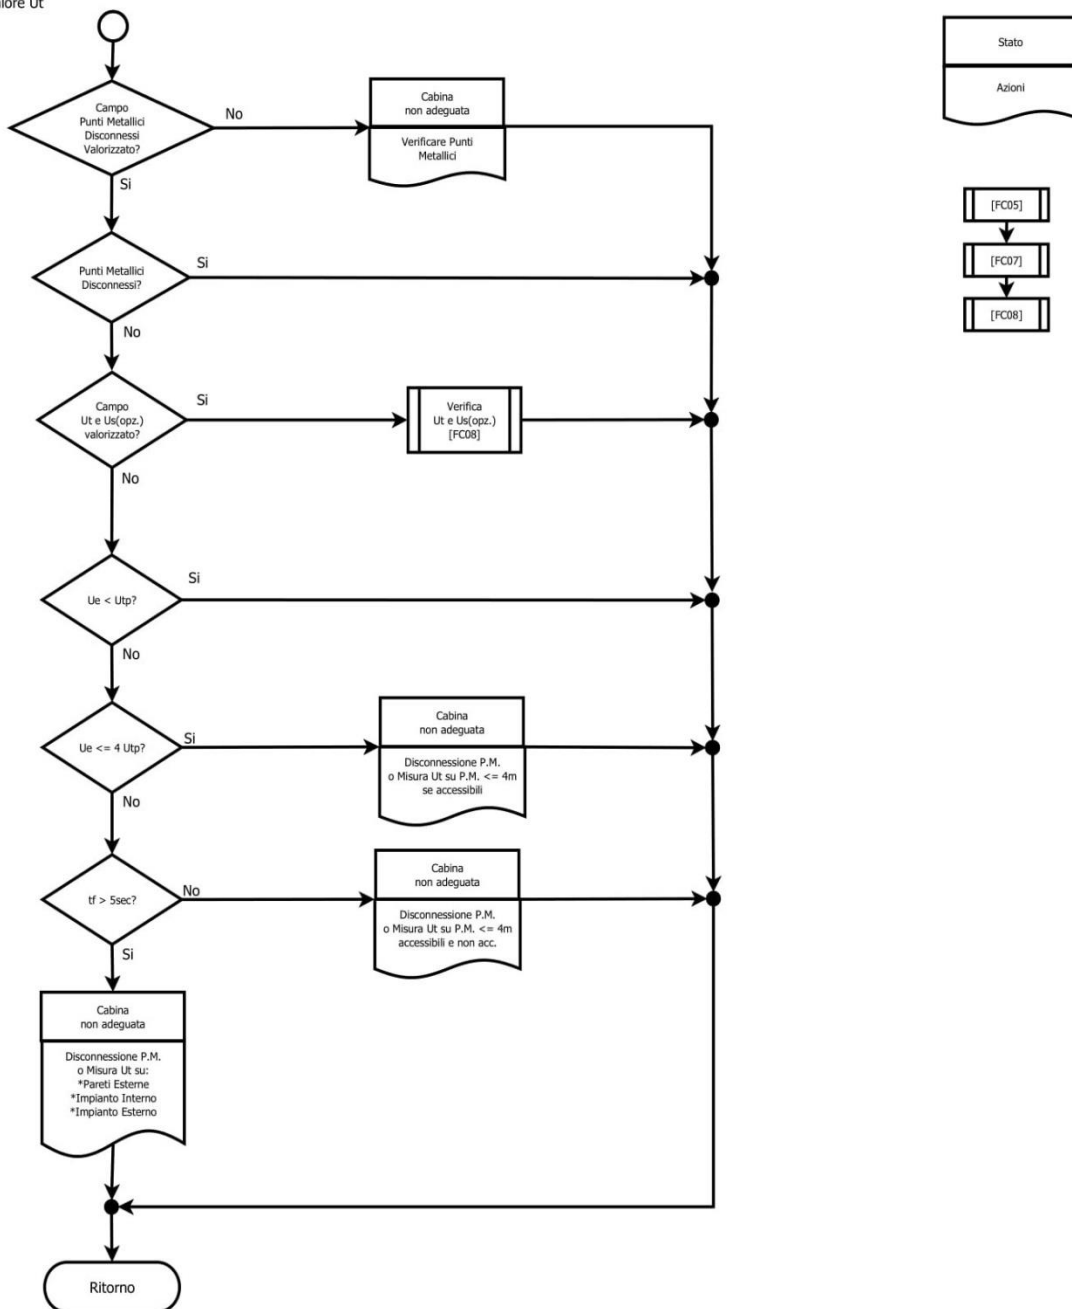 Ut
Campo
Punti Metallici
Disconnessi
Valorizzato?
No
Cabina
non adeguata
Verificare Punti
Metallici
Si
Punti Metallici
Disconnessi?
Si
No
Campo
Ut e Us(opz.)
valorizzato?
Si
Verifica
Ut e Us(opz.)
[FC08]
No
Ue < Utp?
Si
No
Ue <= 4 Utp?
Si
Cabina
non adeguata
Disconnessione P.M.
o Misura Ut su P.M. <= 4m
se accessibili
No
tf > 5sec?
No
Cabina
non adeguata
Disconnessione P.M.
o Misura Ut su P.M. <= 4m
accessibili e non acc.
Si
Cabina
non adeguata
Disconnessione P.M.
o Misura Ut su:
*Pareti Esterne
*Impianto Interno
*Impianto Esterno
Ritorno
Stato
Azioni
[FC05]
[FC07]
[FC08]